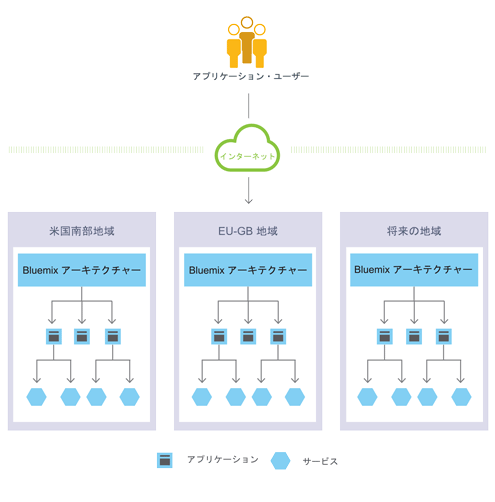 アプリケーション・ユーザー
インターネット
米国南部地域
EU-GB 地域
将来の地域
Bluemix アーキテクチャー
Bluemix アーキテクチャー
Bluemix アーキテクチャー
アプリケーション
サービス